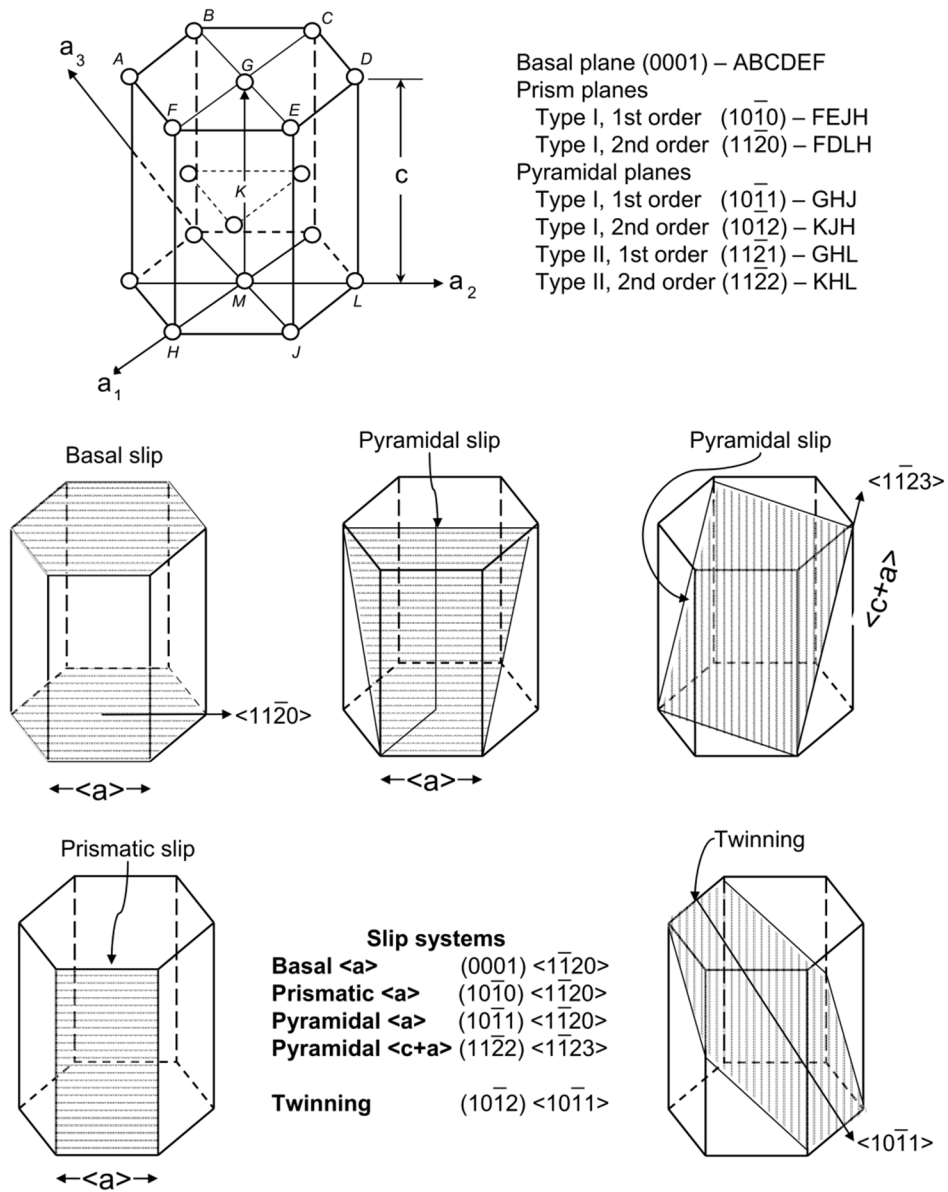 B
C
a3
A
G
D
F
E
c
K
M
L
a2
H
J
a1
Basal plane (0001) – ABCDEF
Prism planes
Type I, 1st order (101̄0) – FEJH
Type I, 2nd order (112̄0) – FDLH
Pyramidal planes
Type I, 1st order (101̄1) – GHJ
Type I, 2nd order (101̄2) – KJH
Type II, 1st order (112̄1) – GHL
Type II, 2nd order (112̄2) – KHL
Basal slip
<112̄0>
<a>
Pyramidal slip
<a>
Pyramidal slip
<112̄3>
<c+a>
Prismatic slip
<a>
Slip systems
Basal <a> (0001) <11̄20>
Prismatic <a> (101̄0) <11̄20>
Pyramidal <a> (101̄1) <11̄20>
Pyramidal <c+a> (112̄2) <11̄23>
Twinning (101̄2) <101̄1>
Twinning
<101̄1>